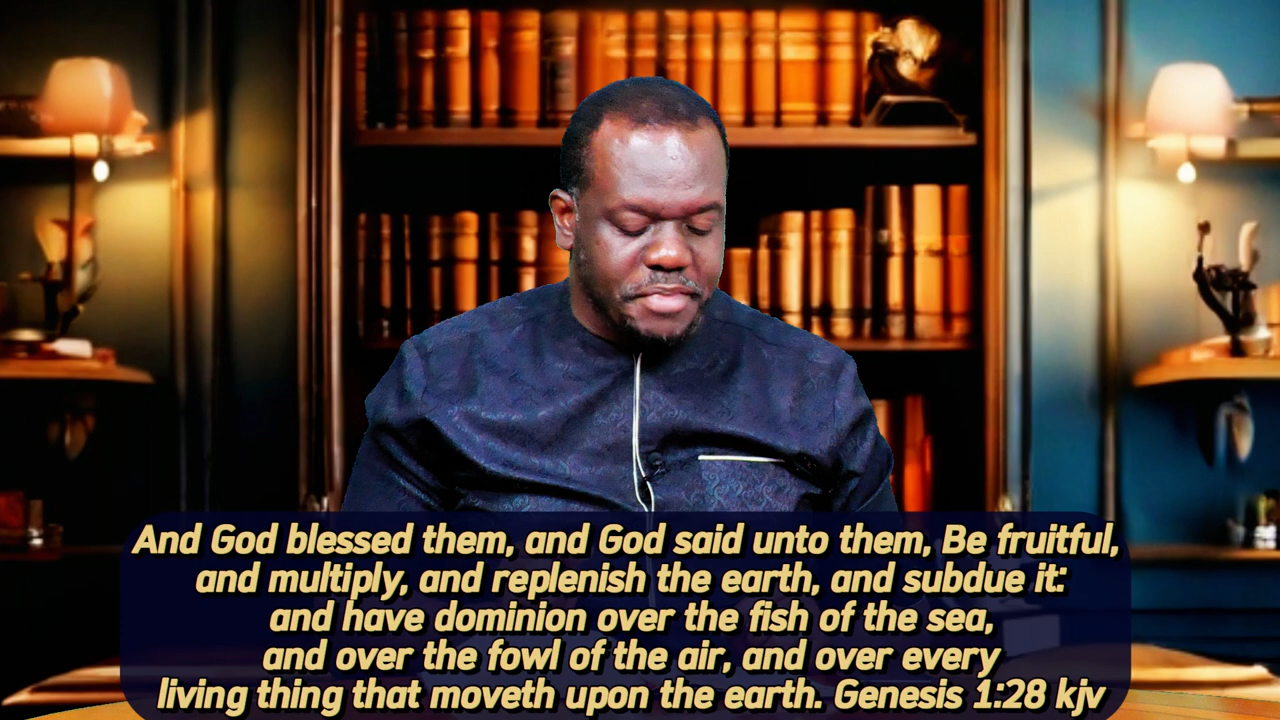 And God blessed them, and God said unto them, Be fruitful,
and multiply, and replenish the earth, and subdue it:
and have dominion over the fish of the sea,
and over the fowl of the air, and over every
living thing that moveth upon the earth. Genesis 1:28 kjv